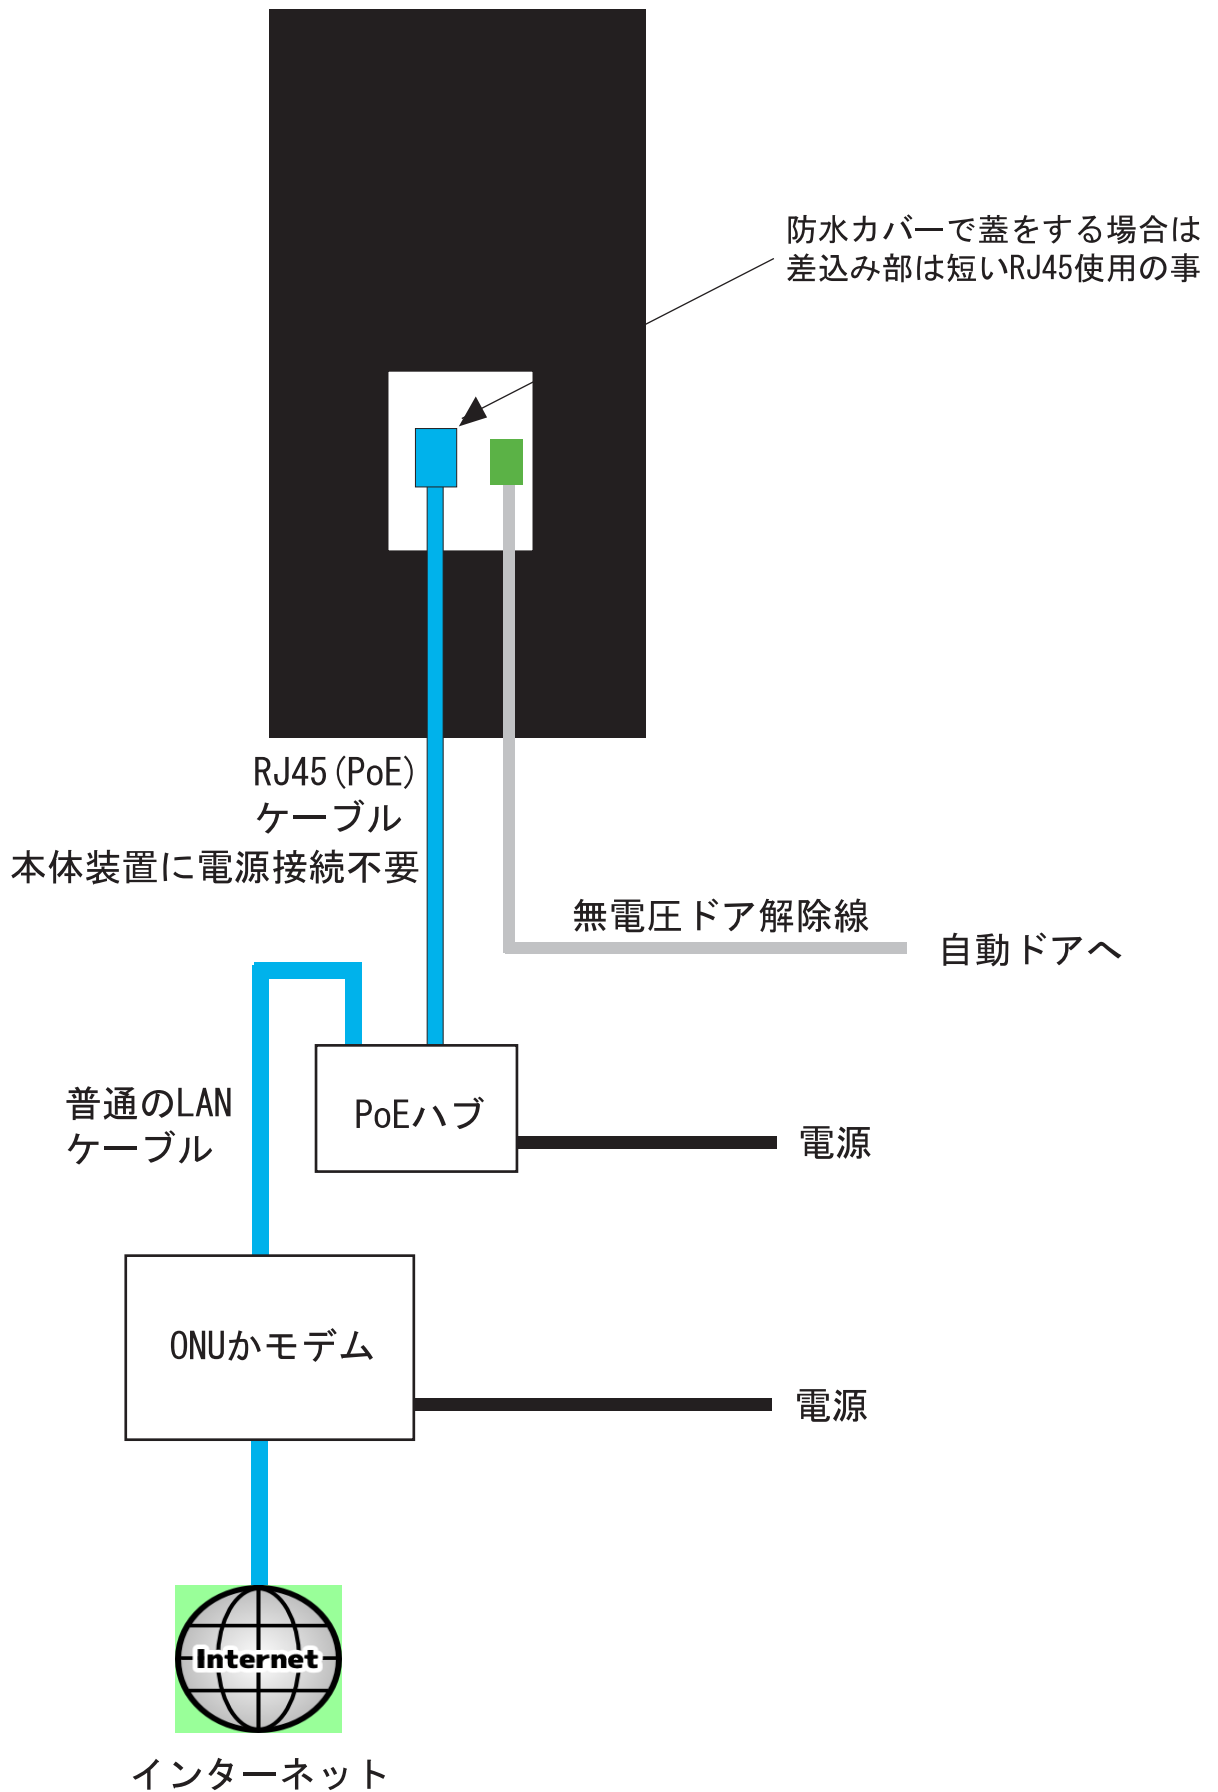 防水カバーで蓋をする場合は
差込み部は短いRJ45使用の事
RJ45(PoE)
ケーブル
本体装置に電源接続不要
無電圧ドア解除線
自動ドアへ
普通のLAN
ケーブル
PoEハブ
電源
ONUかモデム
電源
Internet
インターネット